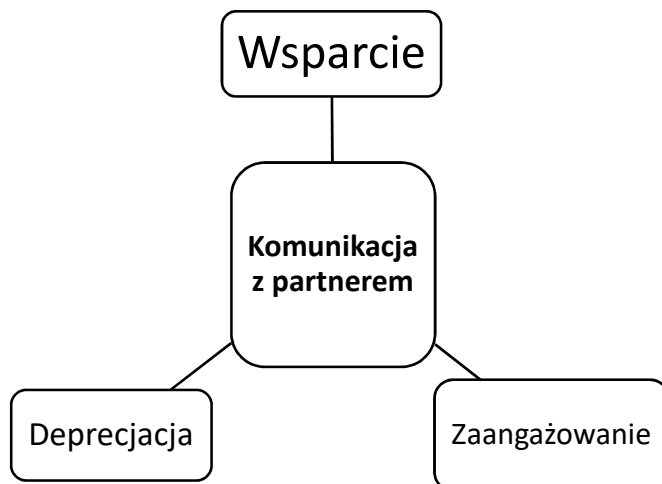 Wsparcie
Komunikacja
z partnerem
Deprecjacja
Zaangażowanie